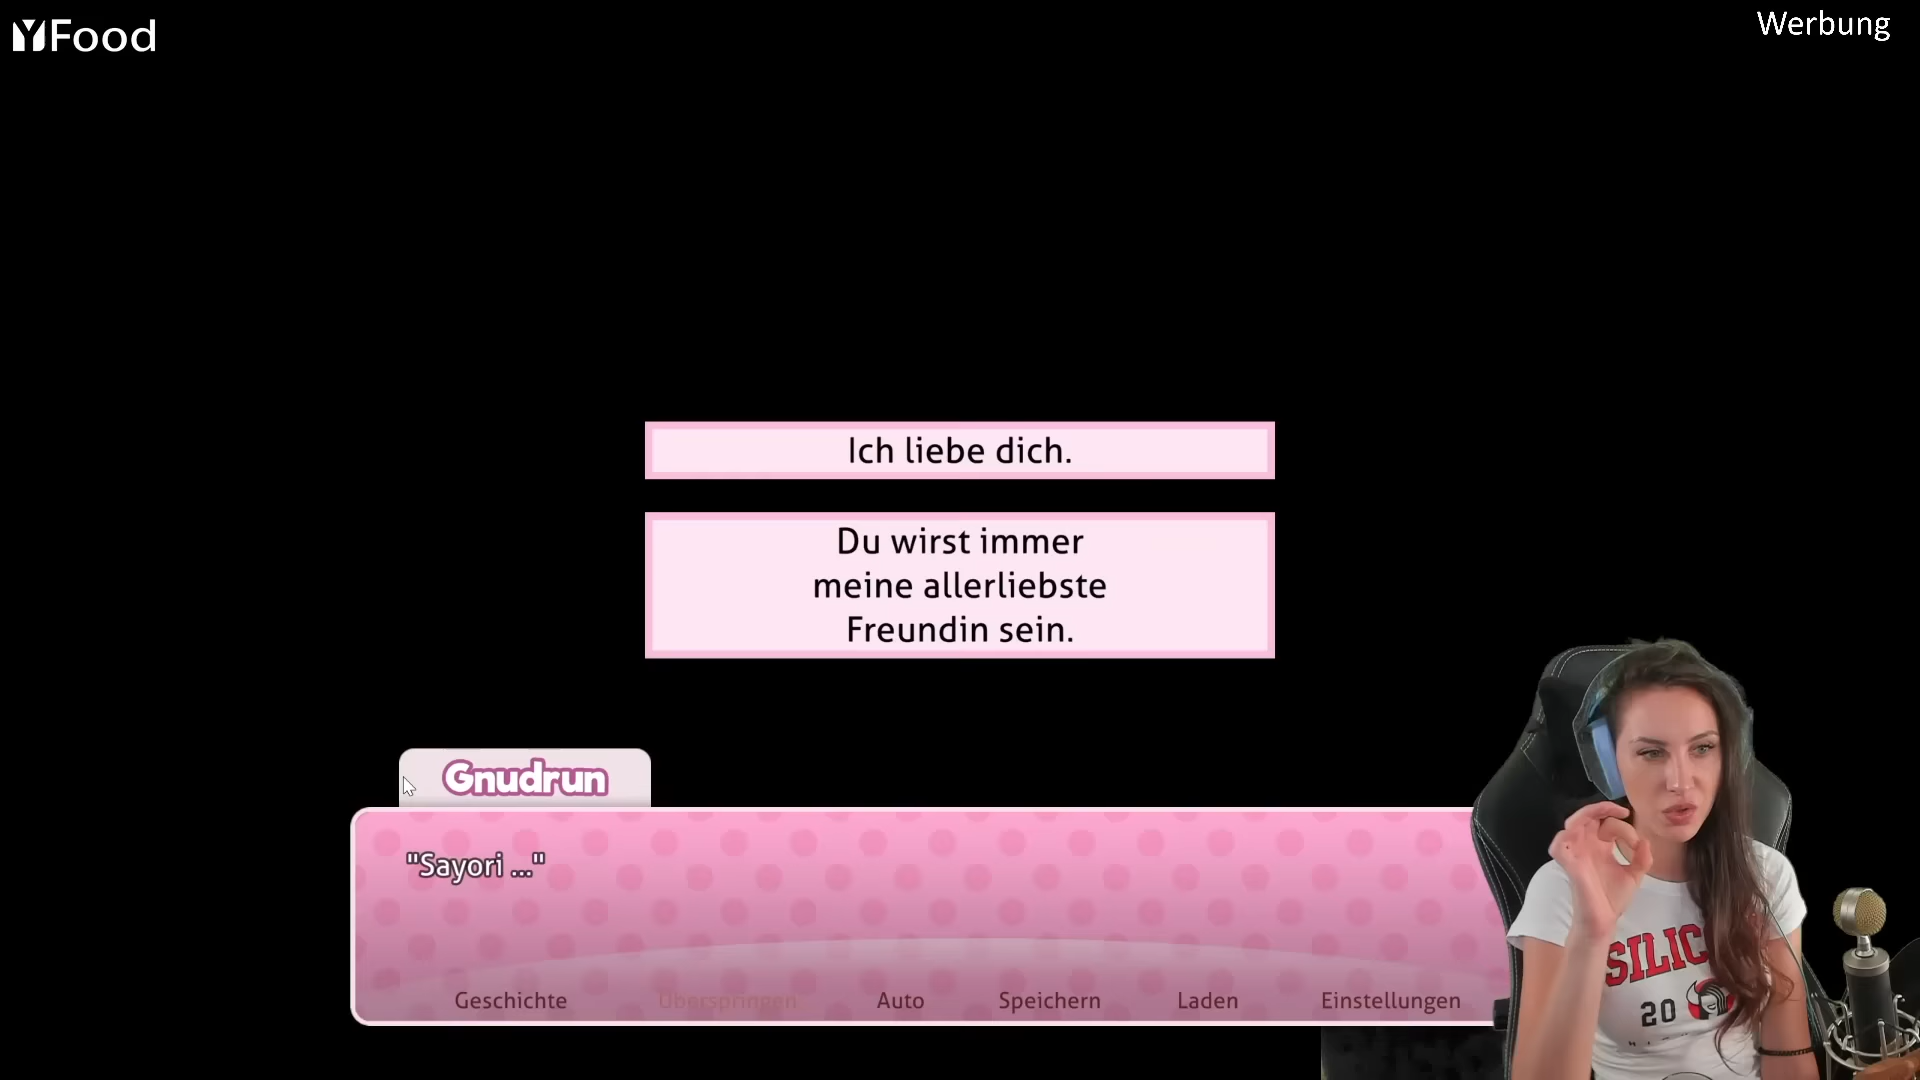 YFood
Werbung
Ich liebe dich.
Du wirst immer
meine allerliebste
Freundin sein.
Gnudrun
"Sayori ..."
Geschichte Überspringen Auto Speichern Laden Einstellungen
SILIC
20